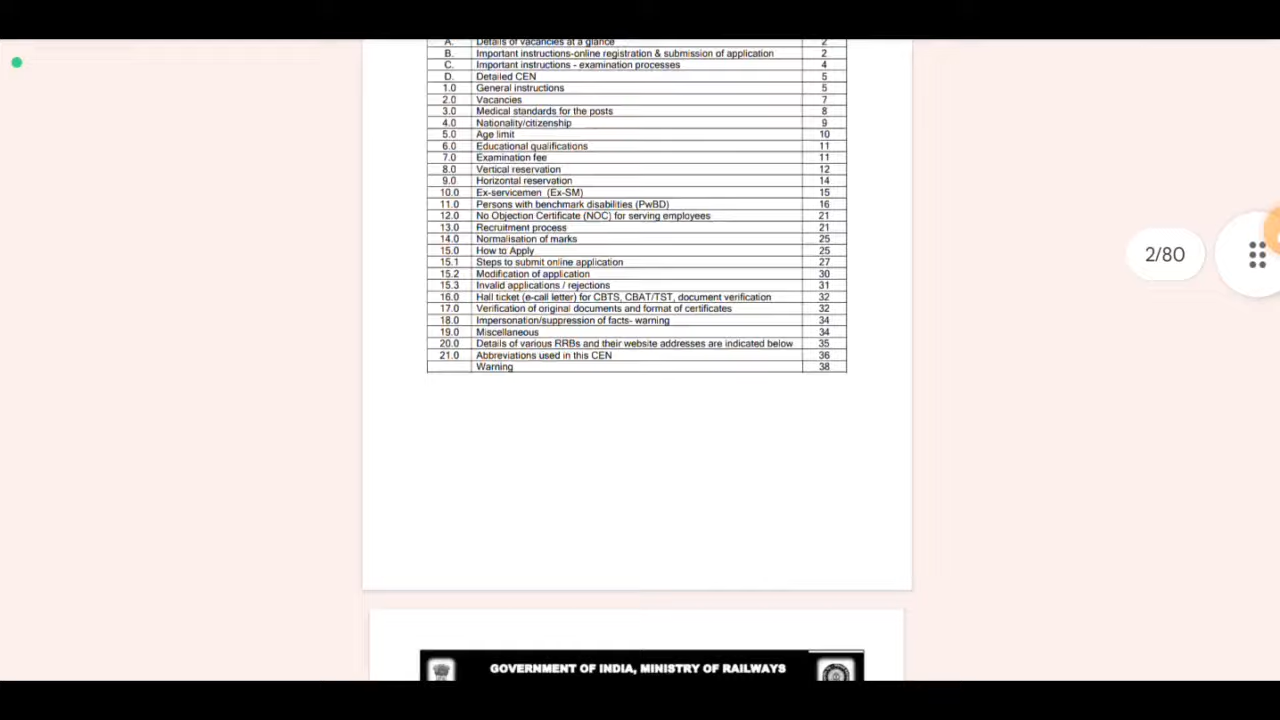 A. Details of vacancies at a glance 2
B. Important instructions-online registration & submission of application 2
C. Important instructions - examination processes 4
D. Detailed CEN 5
1.0 General instructions 5
2.0 Vacancies 7
3.0 Medical standards for the posts 8
4.0 Nationality/citizenship 9
5.0 Age limit 10
6.0 Educational qualifications 11
7.0 Examination fee 11
8.0 Vertical reservation 12
9.0 Horizontal reservation 14
10.0 Ex-servicemen (Ex-SM) 15
11.0 Persons with benchmark disabilities (PwBD) 16
12.0 No Objection Certificate (NOC) for serving employees 21
13.0 Recruitment process 21
14.0 Normalisation of marks 25
15.0 How to Apply 25
15.1 Steps to submit online application 27
15.2 Modification of application 30
15.3 Invalid applications / rejections 31
16.0 Hall ticket (e-call letter) for CBTS, CBAT/TST, document verification 32
17.0 Verification of original documents and format of certificates 32
18.0 Impersonation/suppression of facts- warning 34
19.0 Miscellaneous 34
20.0 Details of various RRBs and their website addresses are indicated below 35
21.0 Abbreviations used in this CEN 36
Warning 38
2/80
GOVERNMENT OF INDIA, MINISTRY OF RAILWAYS